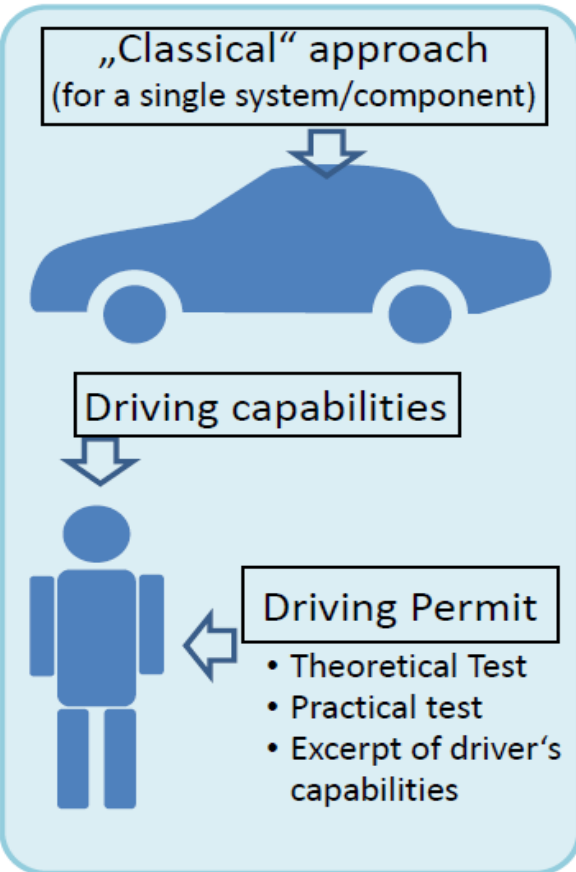 „Classical“ approach
(for a single system/component)
Driving capabilities
Driving Permit
• Theoretical Test
• Practical test
• Excerpt of driver‘s
capabilities